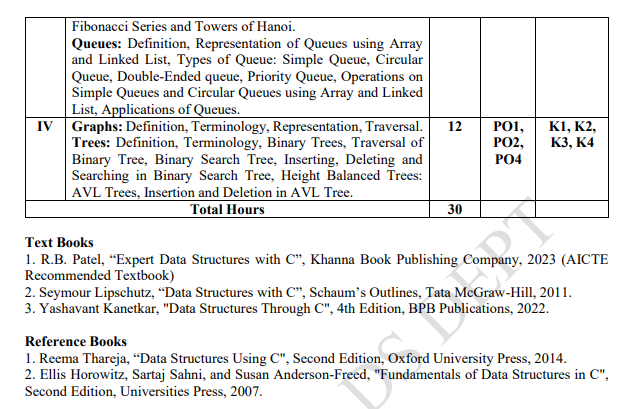 Fibonacci Series and Towers of Hanoi.
Queues: Definition, Representation of Queues using Array
and Linked List, Types of Queue: Simple Queue, Circular
Queue, Double-Ended queue, Priority Queue, Operations on
Simple Queues and Circular Queues using Array and Linked
List, Applications of Queues.
IV Graphs: Definition, Terminology, Representation, Traversal. 12 PO1, K1, K2,
Trees: Definition, Terminology, Binary Trees, Traversal of PO2, K3, K4
Binary Tree, Binary Search Tree, Inserting, Deleting and PO4
Searching in Binary Search Tree, Height Balanced Trees:
AVL Trees, Insertion and Deletion in AVL Tree.
Total Hours 30
Text Books
1. R.B. Patel, “Expert Data Structures with C”, Khanna Book Publishing Company, 2023 (AICTE
Recommended Textbook)
2. Seymour Lipschutz, “Data Structures with C”, Schaum’s Outlines, Tata McGraw-Hill, 2011.
3. Yashavant Kanetkar, "Data Structures Through C", 4th Edition, BPB Publications, 2022.
Reference Books
1. Reema Thareja, “Data Structures Using C", Second Edition, Oxford University Press, 2014.
2. Ellis Horowitz, Sartaj Sahni, and Susan Anderson-Freed, "Fundamentals of Data Structures in C",
Second Edition, Universities Press, 2007.
DS DEPT